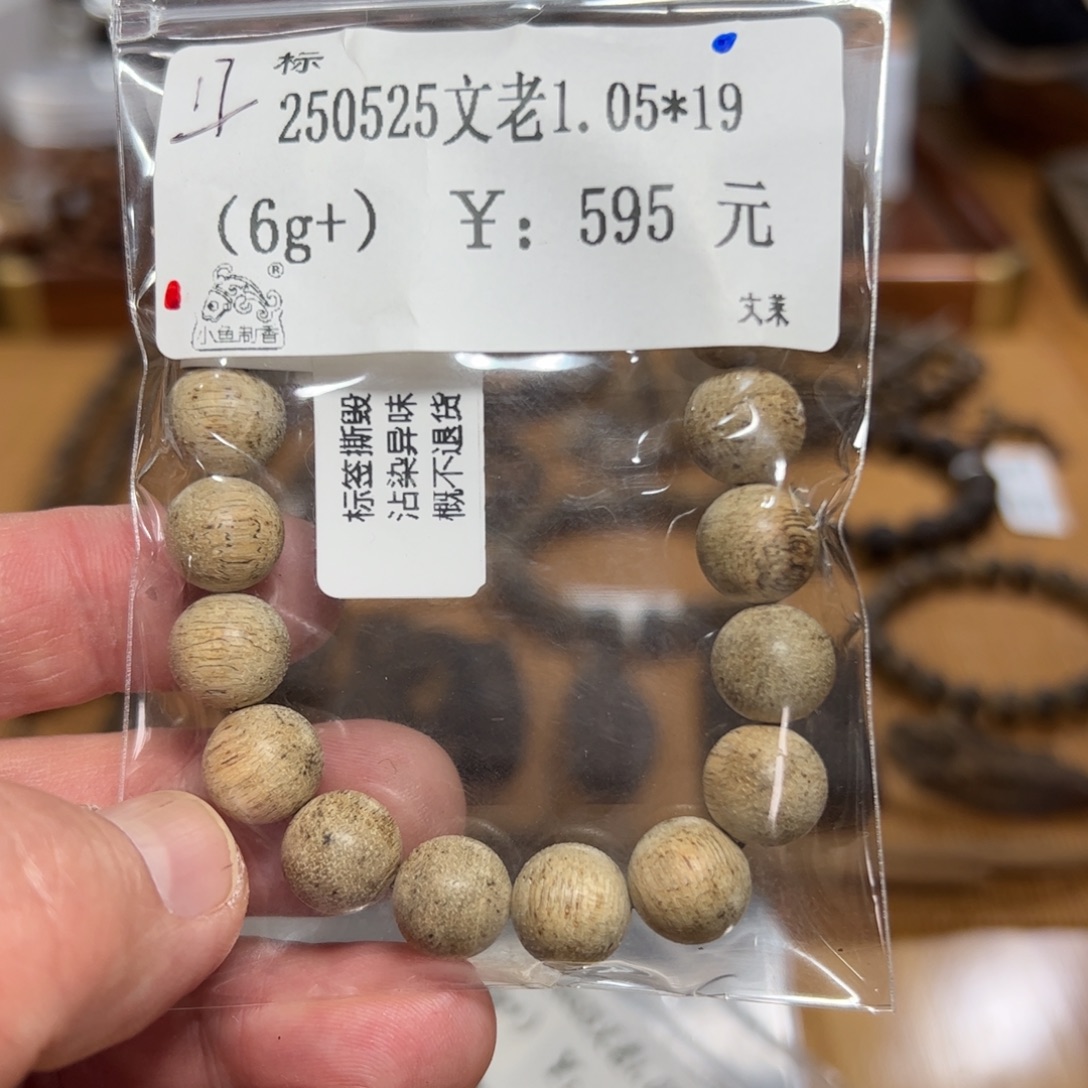 标
250525文老1.05*19
(6g+) ￥: 595 元
®
小鱼制香
文莱
标签撕毁
沾染异味
概不退货